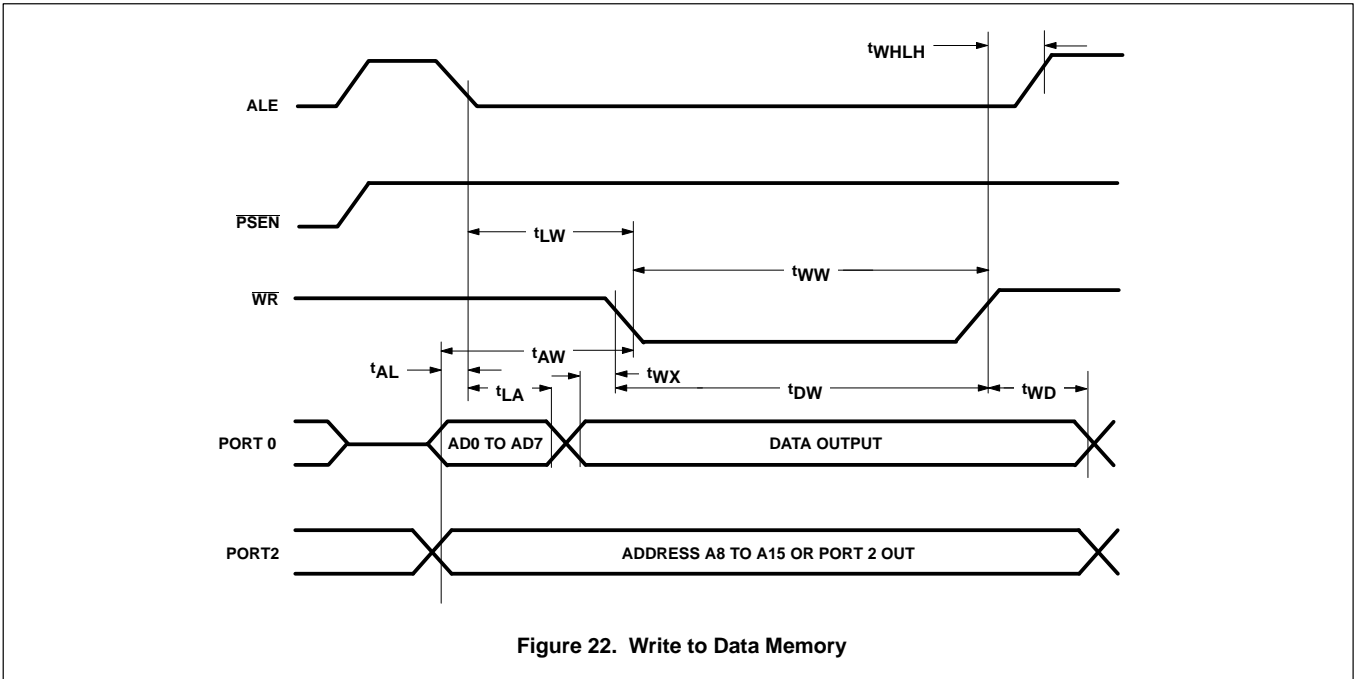 tWHLH
ALE
PSEN
tLW
tWW
WR
tAW
tAL
tWX
tLA
tDW
tWD
PORT 0
AD0 TO AD7
DATA OUTPUT
PORT2
ADDRESS A8 TO A15 OR PORT 2 OUT
Figure 22. Write to Data Memory